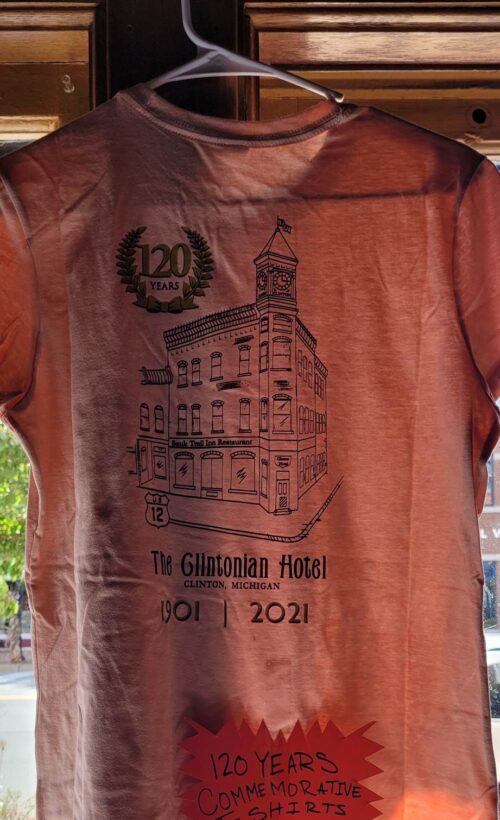 120
YEARS
Sauk Trail Inn Restaurant
US
12
The Clintonian Hotel
CLINTON, MICHIGAN
1901 | 2021
120 YEARS
COMMEMORATIVE
T-SHIRTS